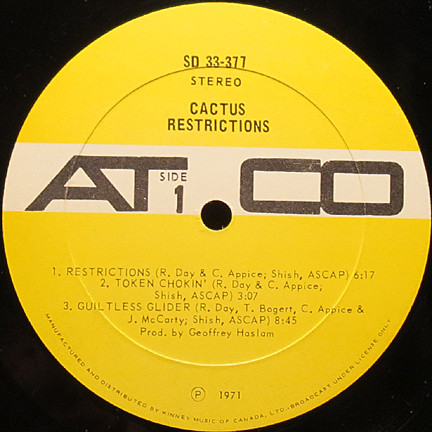 SD 33-377
STEREO
CACTUS
RESTRICTIONS
ATCO
SIDE
1
1. RESTRICTIONS (R. Day & C. Appice; Shish, ASCAP) 6:17
2. TOKEN CHOKIN' (R. Day & C. Appice;
Shish, ASCAP) 3:07
3. GUILTLESS GLIDER (R. Day, T. Bogert, C. Appice &
J. McCarty; Shish, ASCAP) 8:45
Prod. by Geoffrey Haslam
Ⓟ 1971
MANUFACTURED AND DISTRIBUTED BY KINNEY MUSIC OF CANADA, LTD.·BROADCAST UNDER LICENSE ONLY